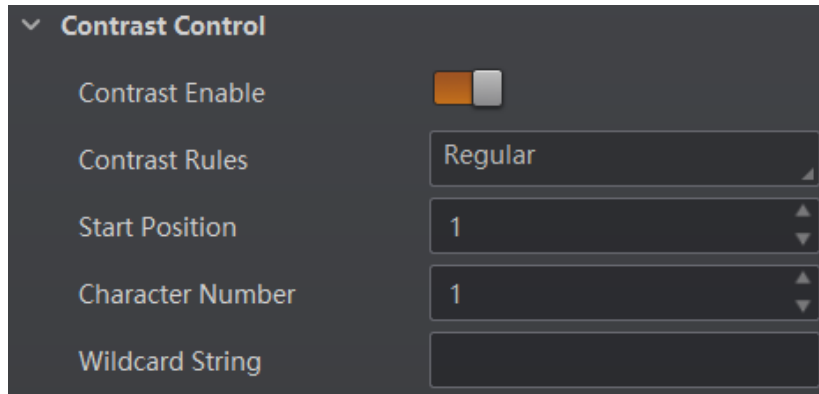 Contrast Control
Contrast Enable
Contrast Rules Regular
Start Position 1
Character Number 1
Wildcard String